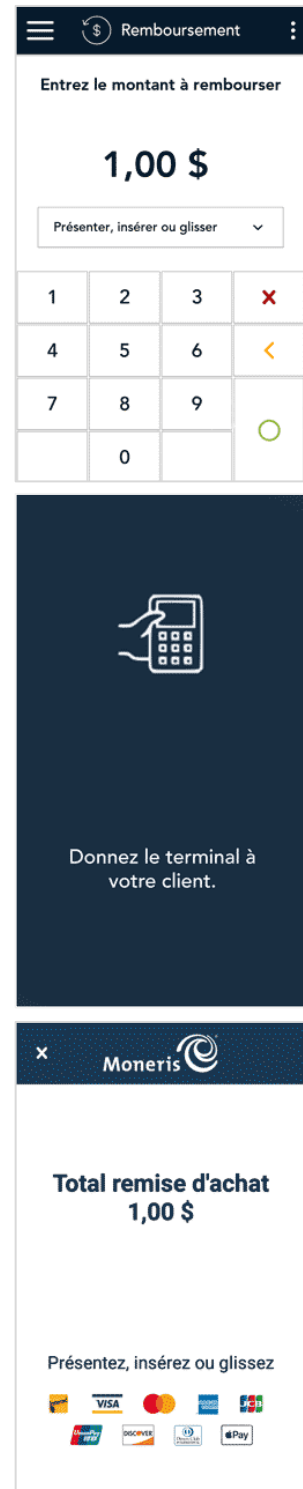 Remboursement
Entrez le montant à rembourser
1,00 $
Présenter, insérer ou glisser
1 2 3
4 5 6
7 8 9
0
Donnez le terminal à
votre client.
Moneris
Total remise d'achat
1,00 $
Présentez, insérez ou glissez
VISA
JCB
UnionPay DISCOVER Pay